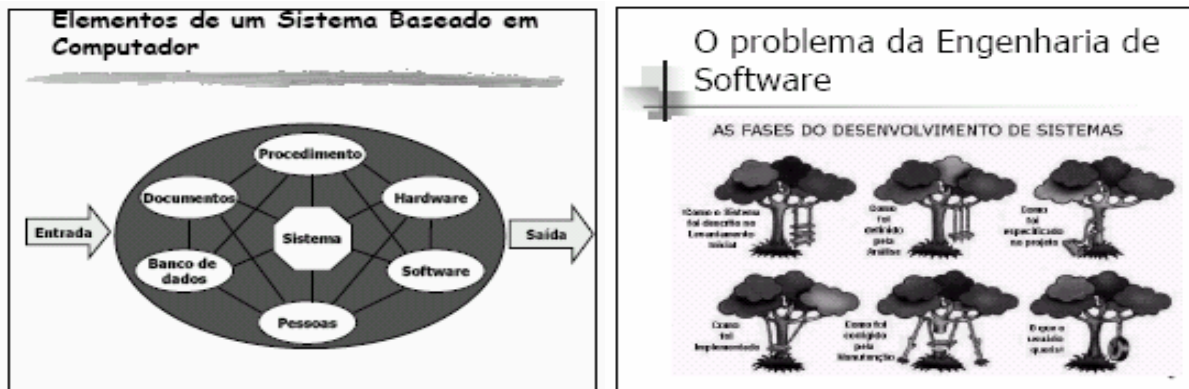 Elementos de um Sistema Baseado em
Computador
Entrada
Procedimento
Documentos
Hardware
Sistema
Banco de
dados
Software
Pessoas
Saída
O problema da Engenharia de
Software
AS FASES DO DESENVOLVIMENTO DE SISTEMAS
Como o Sistema
foi descrito no
Levantamento
Inicial
Como
foi
definido
pela
Análise
Como
foi
especificado
no projeto
Como
foi
Implementado
Como foi
corrigido
pela
Manutenção
O que o
usuário
queria!